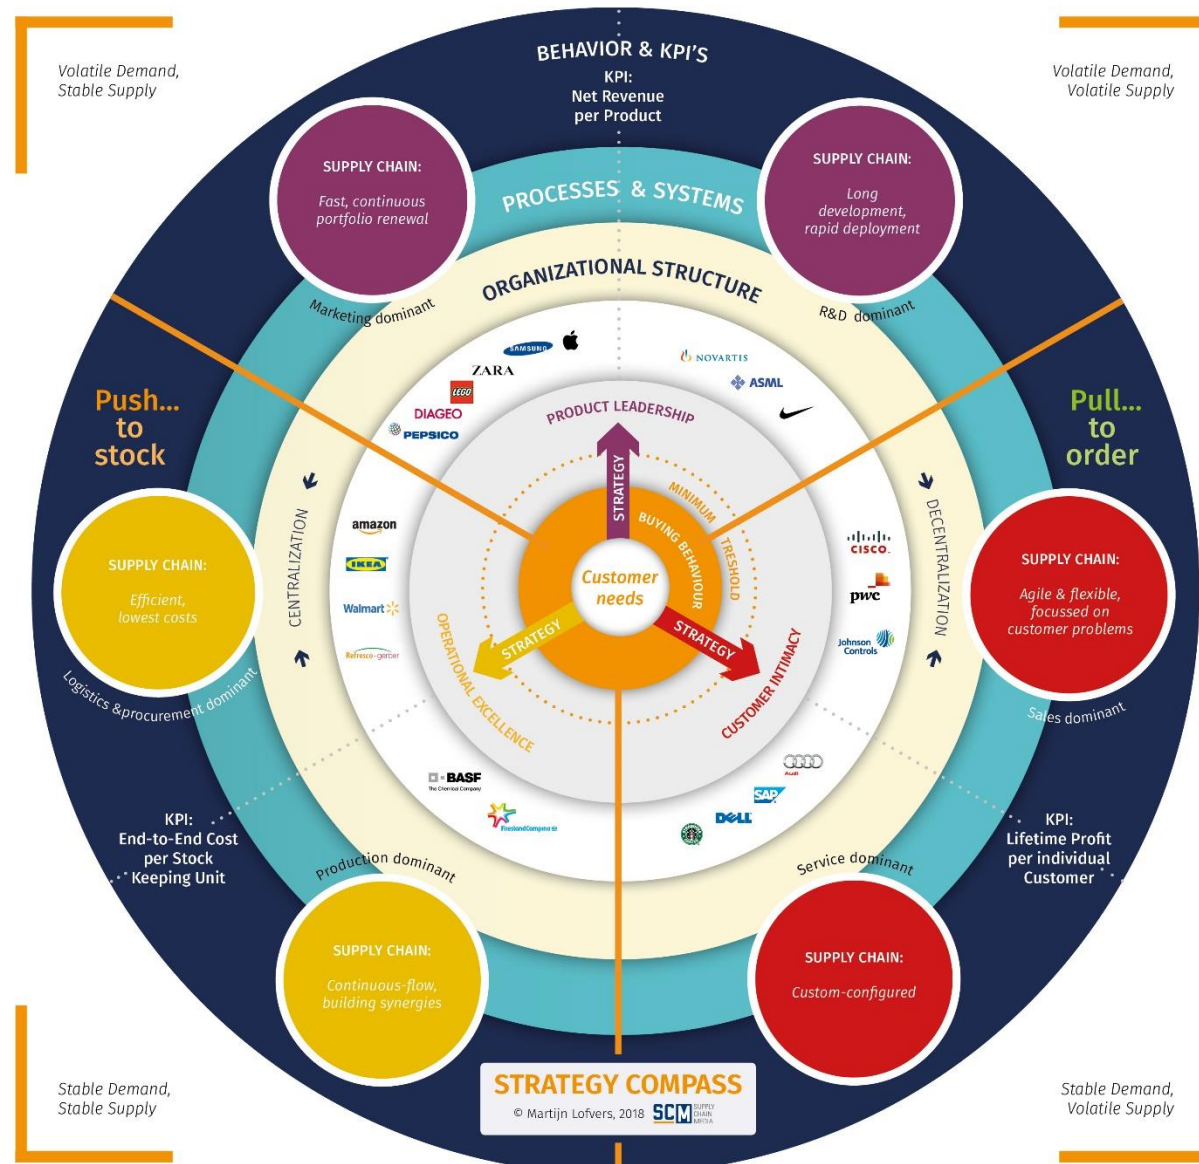 Volatile Demand,
Stable Supply
Volatile Demand,
Volatile Supply
BEHAVIOR & KPI'S
KPI:
Net Revenue
per Product
PROCESSES & SYSTEMS
ORGANIZATIONAL STRUCTURE
SUPPLY CHAIN:
Fast, continuous
portfolio renewal
Marketing dominant
SUPPLY CHAIN:
Long
development,
rapid deployment
R&D dominant
SAMSUNG
ZARA
LEGO
DIAGEO
PEPSICO
NOVARTIS
ASML
PRODUCT LEADERSHIP
STRATEGY
MINIMUM
TRESHOLD
BUYING BEHAVIOUR
Customer
needs
Push...
to
stock
Pull...
to
order
CENTRALIZATION
DECENTRALIZATION
SUPPLY CHAIN:
Efficient,
lowest costs
Logistics &procurement dominant
amazon
IKEA
Walmart
Refresco-gerber
STRATEGY
OPERATIONAL EXCELLENCE
STRATEGY
CUSTOMER INTIMACY
CISCO.
pwc
Johnson
Controls
SUPPLY CHAIN:
Agile & flexible,
focussed on
customer problems
Sales dominant
BASF
The Chemical Company
FrieslandCampina
Audi
SAP
DELL
KPI:
End-to-End Cost
per Stock
Keeping Unit
KPI:
Lifetime Profit
per individual
Customer
Production dominant
SUPPLY CHAIN:
Continuous-flow,
building synergies
Service dominant
SUPPLY CHAIN:
Custom-configured
STRATEGY COMPASS
© Martijn Lofvers, 2018 SCM SUPPLY
CHAIN
MEDIA
Stable Demand,
Stable Supply
Stable Demand,
Volatile Supply